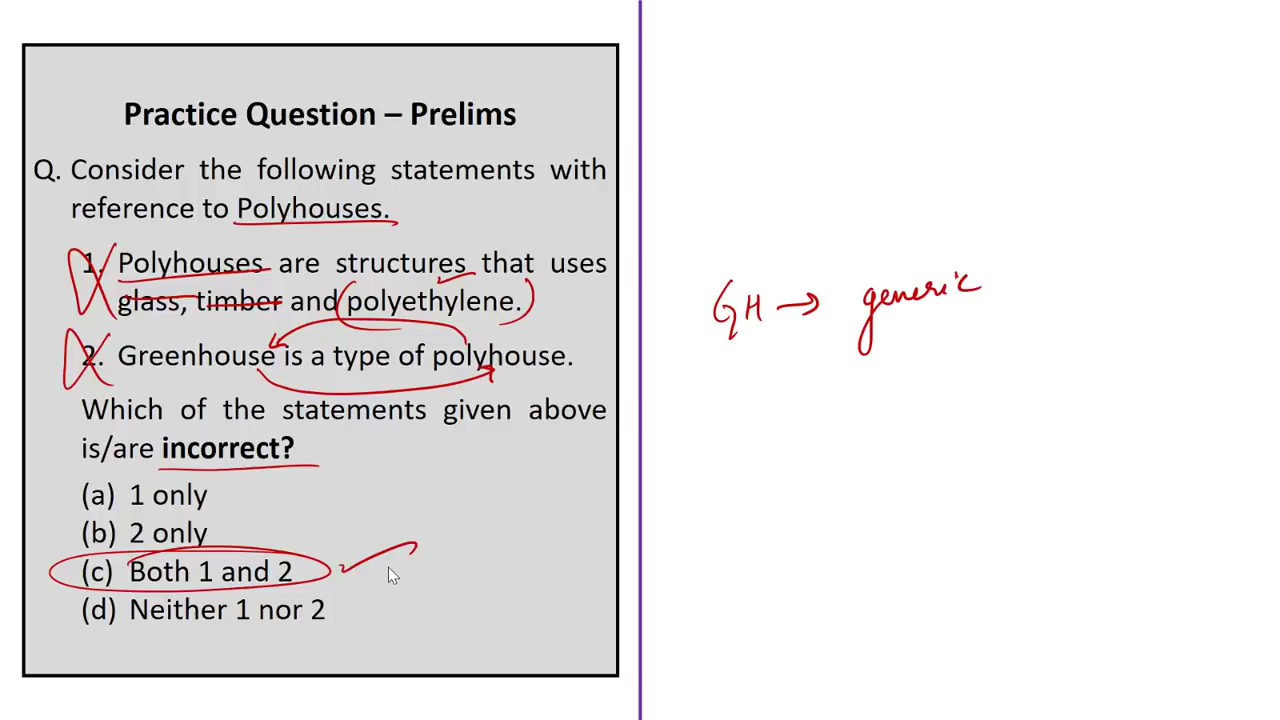 Practice Question – Prelims
Q. Consider the following statements with
reference to Polyhouses.
1. Polyhouses are structures that uses
glass, timber and polyethylene.
2. Greenhouse is a type of polyhouse.
Which of the statements given above
is/are incorrect?
(a) 1 only
(b) 2 only
(c) Both 1 and 2
(d) Neither 1 nor 2
GH → generic